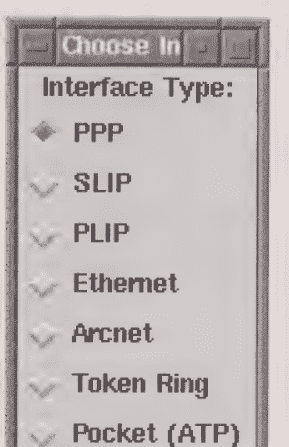 Choose In
Interface Type:
PPP
SLIP
PLIP
Ethernet
Arcnet
Token Ring
Pocket (ATP)